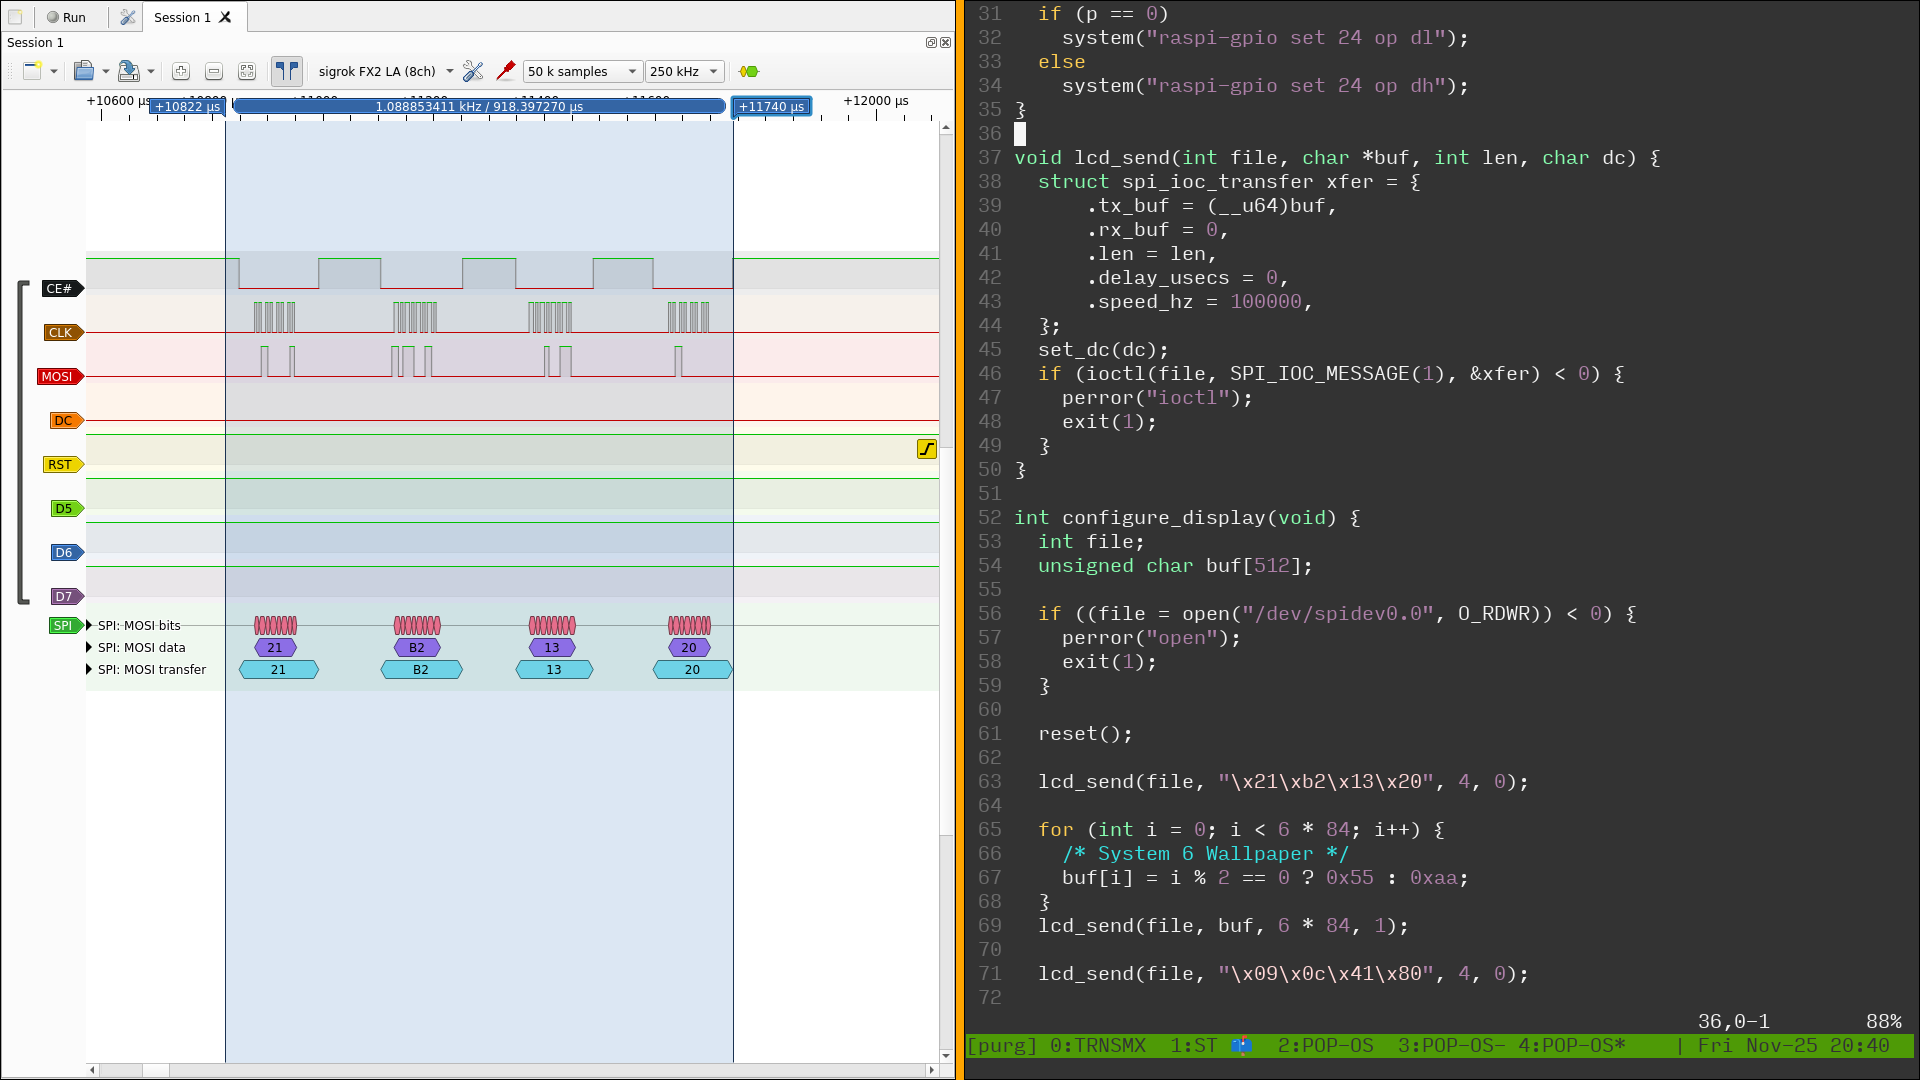 Run
Session 1
Session 1
sigrok FX2 LA (8ch)
50 k samples
250 kHz
+10600 µs
+10822 µs
1.088853411 kHz / 918.397270 µs
+11740 µs
+12000 µs
CE#
CLK
MOSI
DC
RST
D5
D6
D7
SPI
SPI: MOSI bits
SPI: MOSI data
21 B2 13 20
SPI: MOSI transfer
21 B2 13 20
31   if (p == 0)
32     system("raspi-gpio set 24 op dl");
33   else
34     system("raspi-gpio set 24 op dh");
35 }
36
37 void lcd_send(int file, char *buf, int len, char dc) {
38   struct spi_ioc_transfer xfer = {
39       .tx_buf = (__u64)buf,
40       .rx_buf = 0,
41       .len = len,
42       .delay_usecs = 0,
43       .speed_hz = 100000,
44   };
45   set_dc(dc);
46   if (ioctl(file, SPI_IOC_MESSAGE(1), &xfer) < 0) {
47     perror("ioctl");
48     exit(1);
49   }
50 }
51
52 int configure_display(void) {
53   int file;
54   unsigned char buf[512];
55
56   if ((file = open("/dev/spidev0.0", O_RDWR)) < 0) {
57     perror("open");
58     exit(1);
59   }
60
61   reset();
62
63   lcd_send(file, "\x21\xb2\x13\x20", 4, 0);
64
65   for (int i = 0; i < 6 * 84; i++) {
66     /* System 6 Wallpaper */
67     buf[i] = i % 2 == 0 ? 0x55 : 0xaa;
68   }
69   lcd_send(file, buf, 6 * 84, 1);
70
71   lcd_send(file, "\x09\x0c\x41\x80", 4, 0);
72
36,0-1 88%
[purg] 0:TRNSMX 1:ST 📫 2:POP-OS 3:POP-OS- 4:POP-OS* | Fri Nov-25 20:40